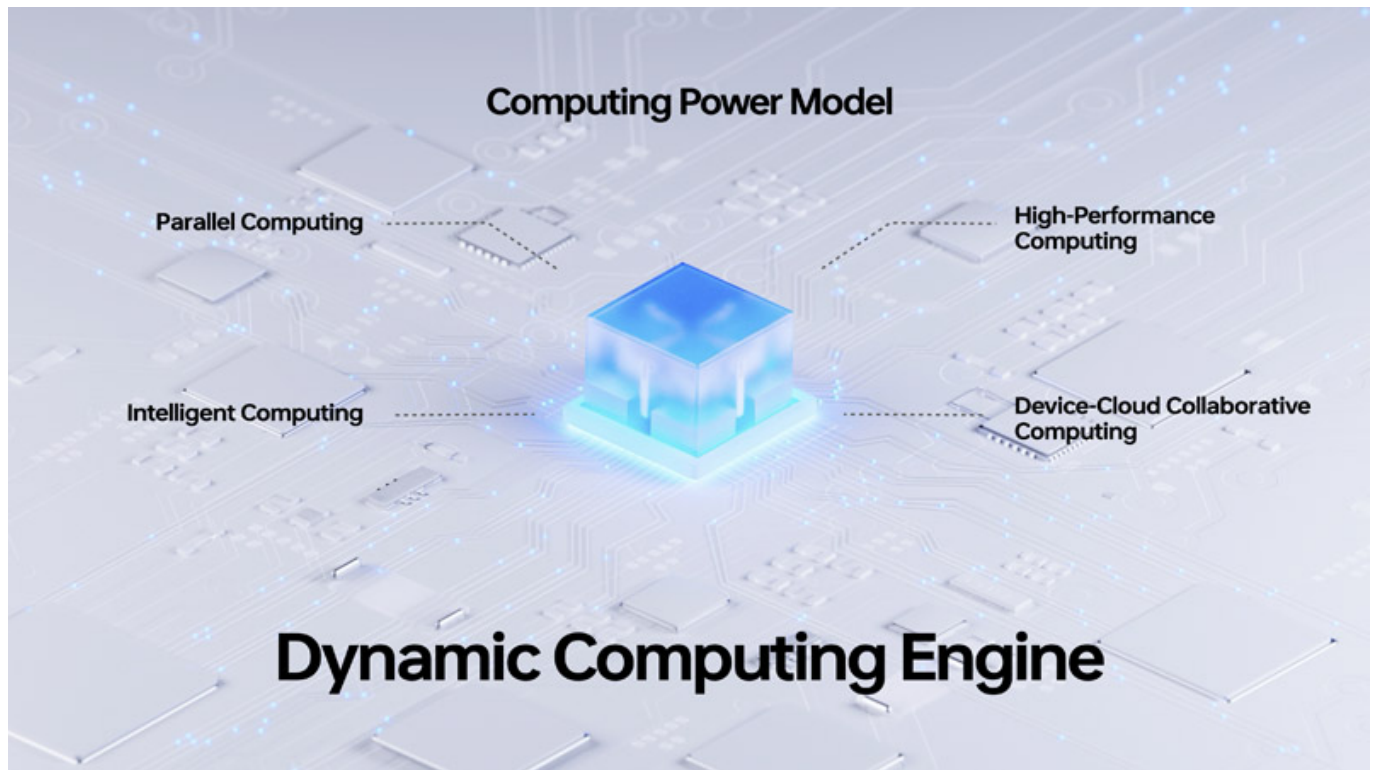 Computing Power Model
Parallel Computing
High-Performance
Computing
Intelligent Computing
Device-Cloud Collaborative
Computing
Dynamic Computing Engine